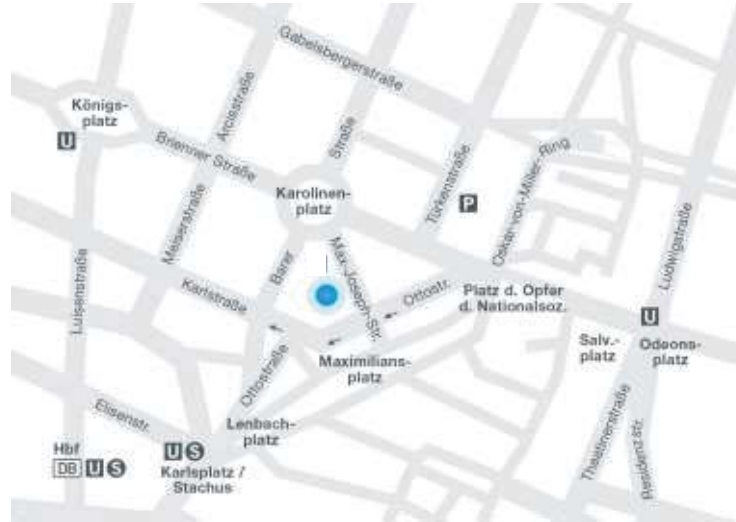 Gabelsbergerstraße
Königs-
platz
U
Arcisstraße
Brienner Straße
Straße
Karolinen-
platz
Türkenstraße
P
Oskar-von-Miller-Ring
Ludwigstraße
Meiserstraße
Luisenstraße
Karlstraße
Barer
Max-Joseph-Str.
Ottostr.
Platz d. Opfer
d. Nationalsoz.
U
Salv.-
platz
Odeons-
platz
Maximilians-
platz
Ottostraße
Elisenstr.
Lenbach-
platz
Theatinerstraße
Residenzstr.
Hbf
DB U S
U S
Karlsplatz /
Stachus